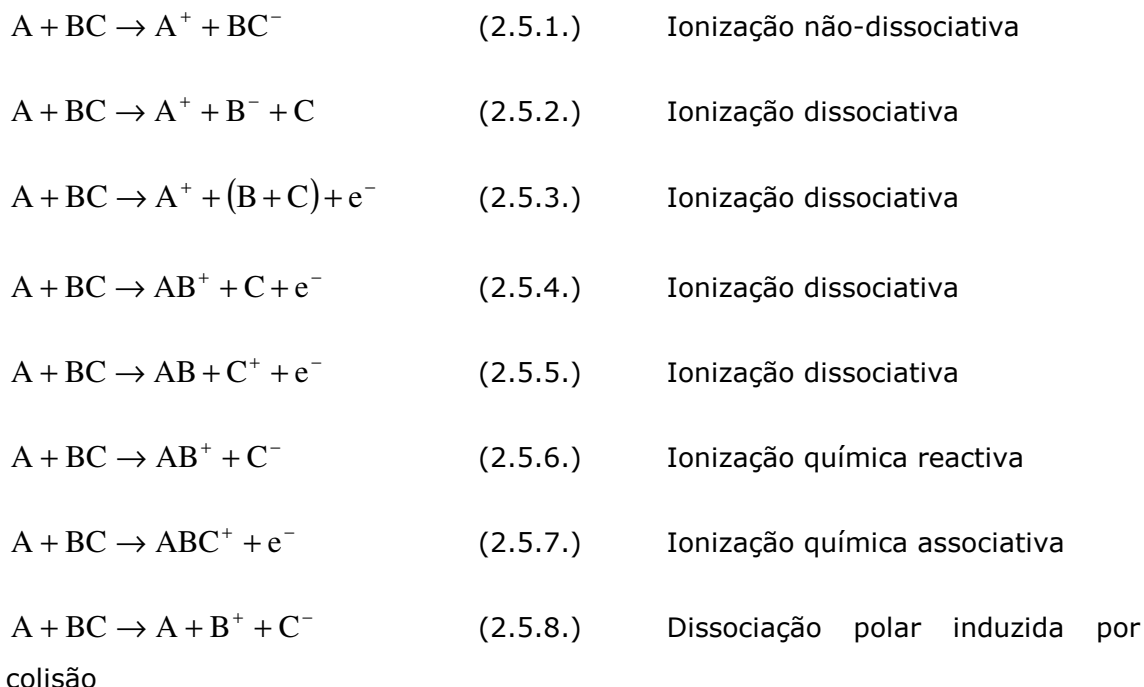 A + BC → A⁺ + BC⁻ (2.5.1.) Ionização não-dissociativa
A + BC → A⁺ + B⁻ + C (2.5.2.) Ionização dissociativa
A + BC → A⁺ + (B + C) + e⁻ (2.5.3.) Ionização dissociativa
A + BC → AB⁺ + C + e⁻ (2.5.4.) Ionização dissociativa
A + BC → AB + C⁺ + e⁻ (2.5.5.) Ionização dissociativa
A + BC → AB⁺ + C⁻ (2.5.6.) Ionização química reactiva
A + BC → ABC⁺ + e⁻ (2.5.7.) Ionização química associativa
A + BC → A + B⁺ + C⁻ (2.5.8.) Dissociação polar induzida por
colisão